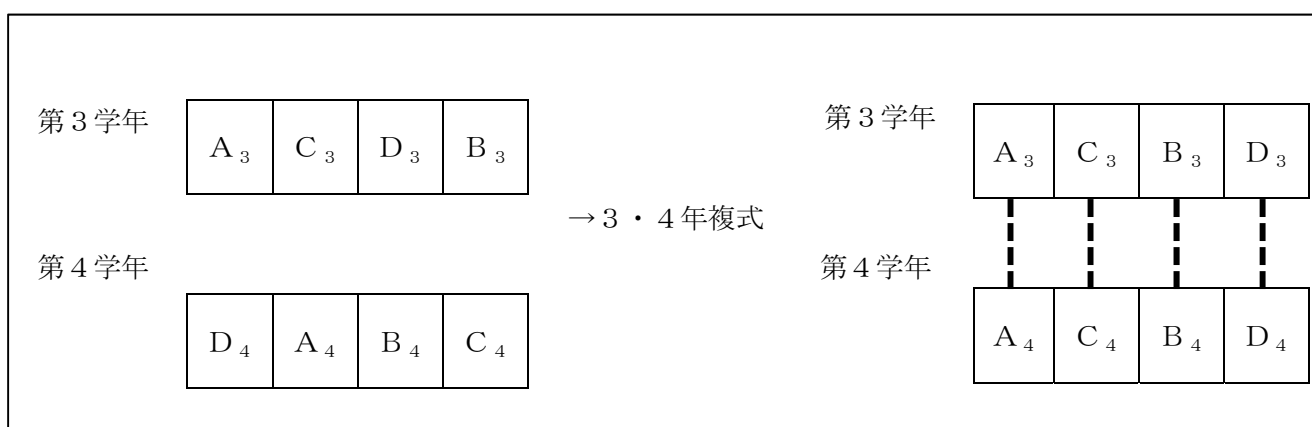 第３学年
A₃ C₃ D₃ B₃
→３・４年複式
第４学年
D₄ A₄ B₄ C₄
第３学年
A₃ C₃ B₃ D₃
第４学年
A₄ C₄ B₄ D₄